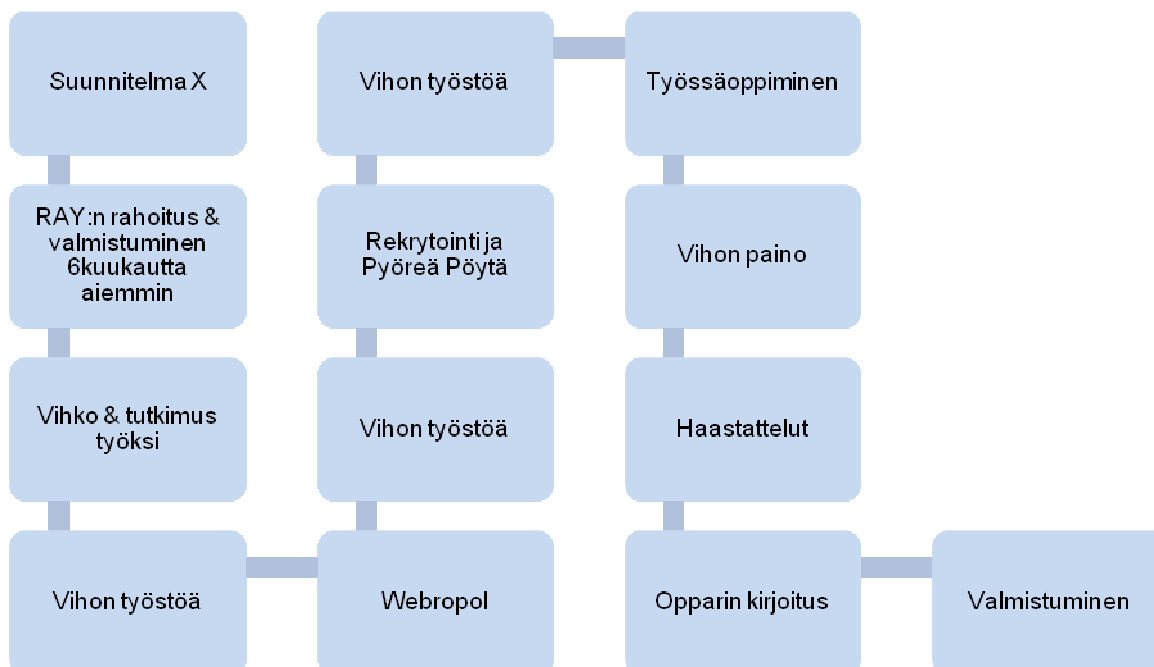 Suunnitelma X
RAY:n rahoitus &
valmistuminen
6kuukautta
aiemmin
Vihko & tutkimus
työksi
Vihon työstöä
Webropol
Vihon työstöä
Rekrytointi ja
Pyöreä Pöytä
Vihon työstöä
Työssäoppiminen
Vihon paino
Haastattelut
Opparin kirjoitus
Valmistuminen